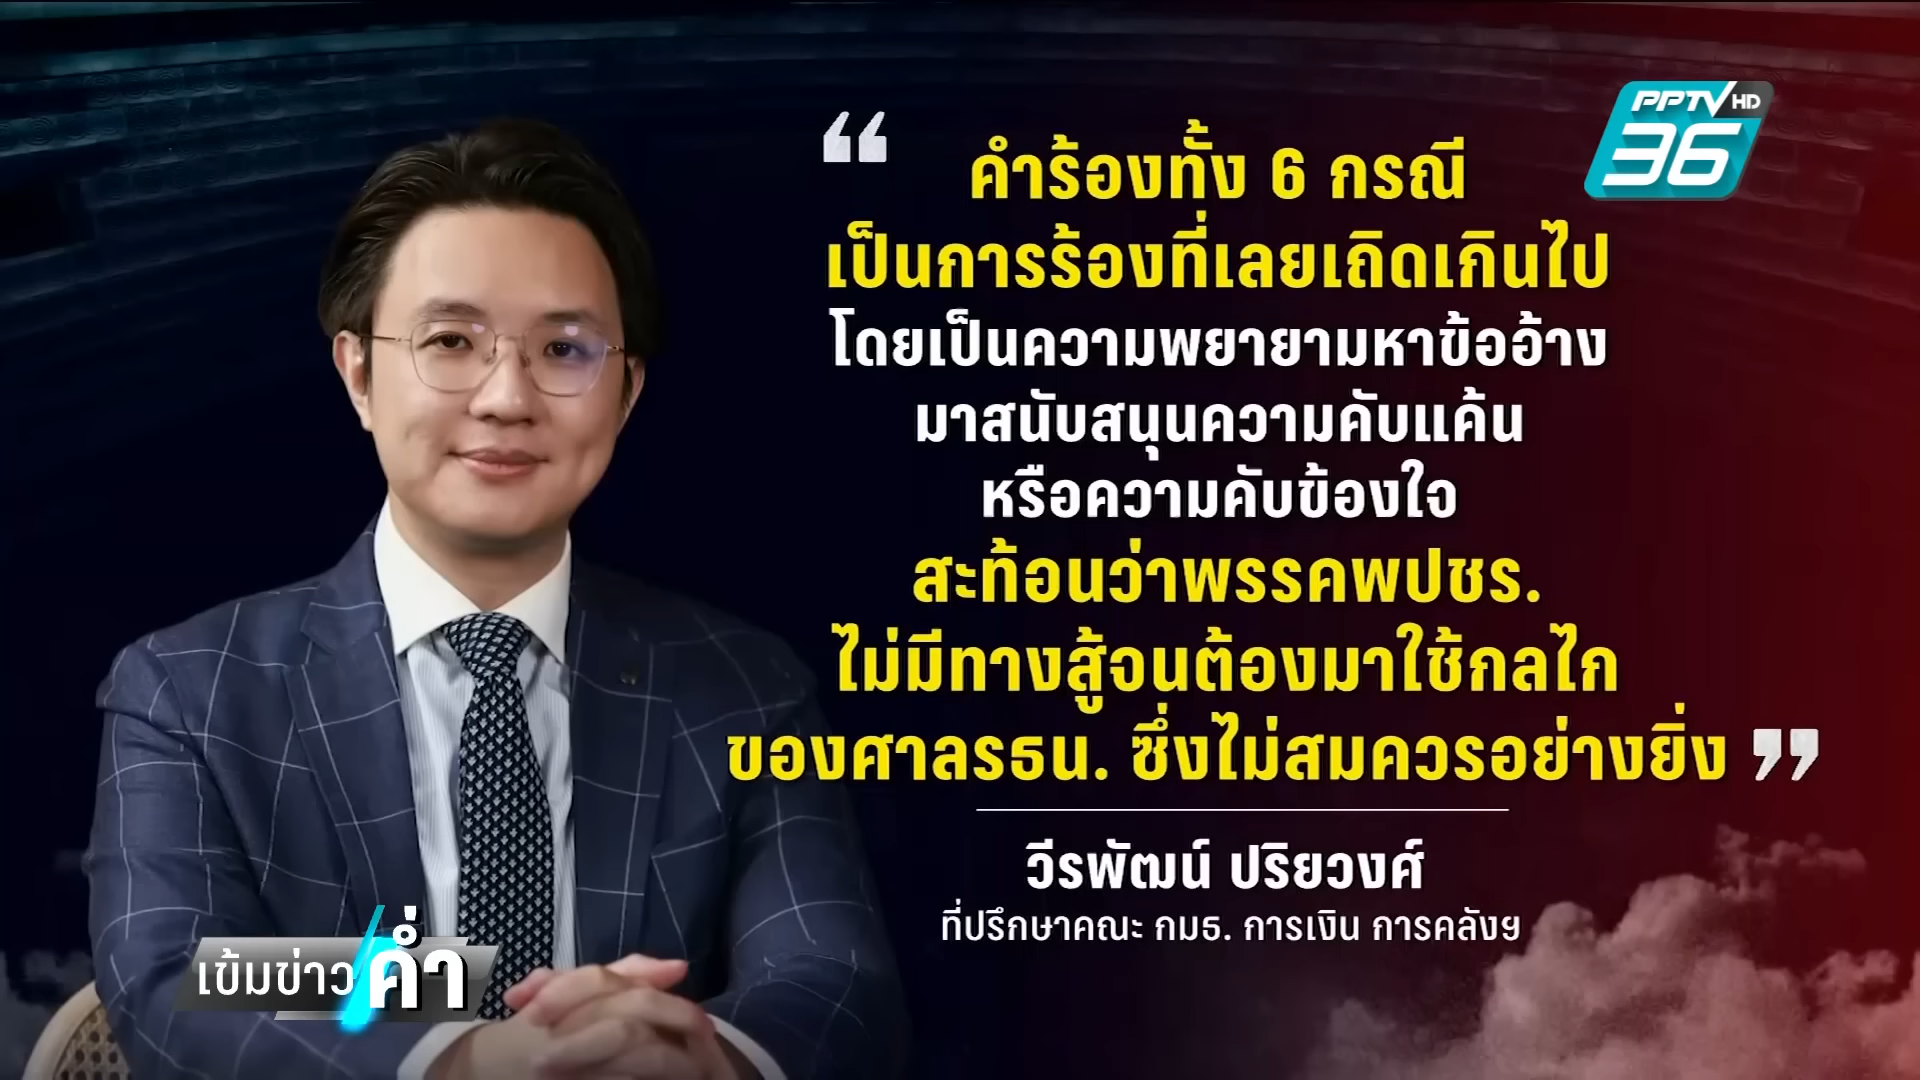 PPTV HD
36
“ คำร้องทั้ง 6 กรณี
เป็นการร้องที่เลยเถิดเกินไป
โดยเป็นความพยายามหาข้ออ้าง
มาสนับสนุนความคับแค้น
หรือความคับข้องใจ
สะท้อนว่าพรรคพปชร.
ไม่มีทางสู้จนต้องมาใช้กลไก
ของศาลรธน. ซึ่งไม่สมควรอย่างยิ่ง ”
วีรพัฒน์ ปริยวงศ์
ที่ปรึกษาคณะ กมธ. การเงิน การคลังฯ
เข้มข่าวค่ำ